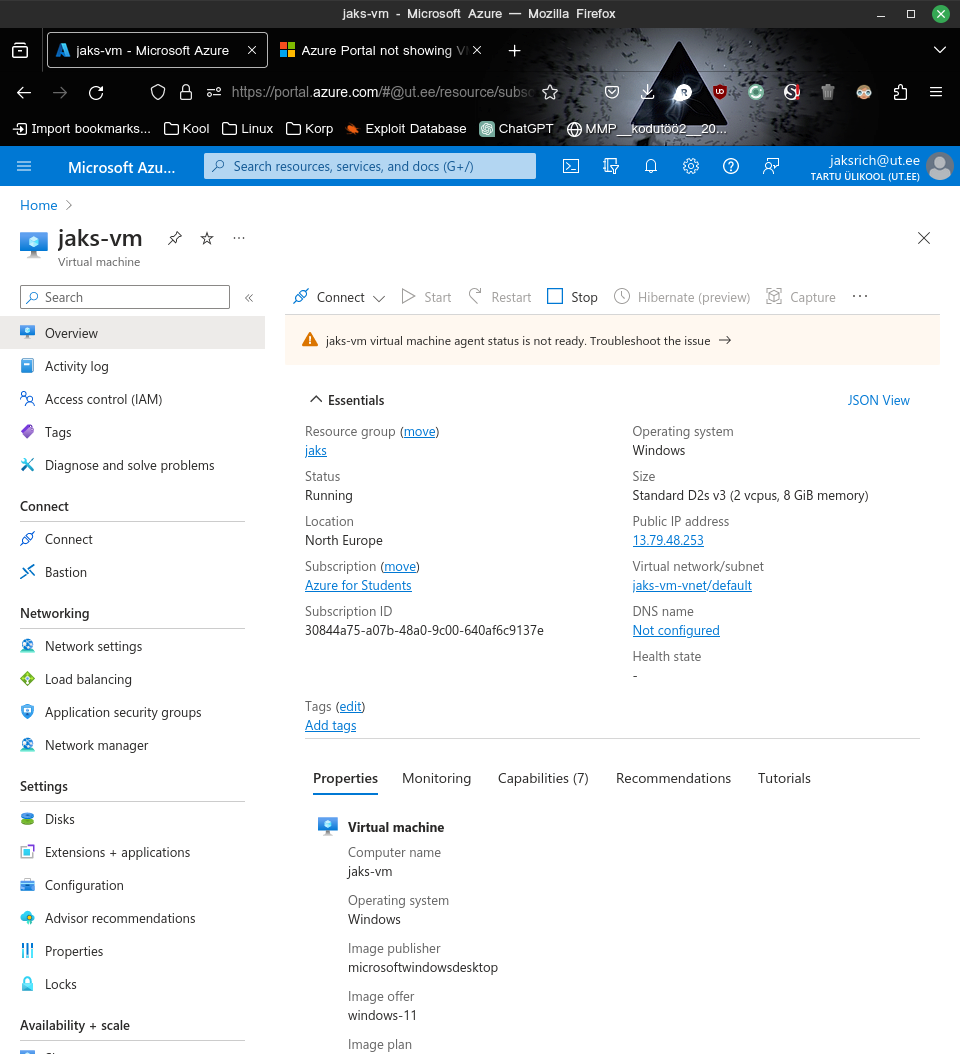 jaks-vm - Microsoft Azure — Mozilla Firefox
jaks-vm - Microsoft Azure
Azure Portal not showing VM
https://portal.azure.com/#@ut.ee/resource/subsc
Import bookmarks...
Kool
Linux
Korp
Exploit Database
ChatGPT
MMP__kodutöö2__20...
Microsoft Azu...
Search resources, services, and docs (G+/)
jaksrich@ut.ee
TARTU ÜLIKOOL (UT.EE)
Home
jaks-vm
Virtual machine
Search
Connect
Start
Restart
Stop
Hibernate (preview)
Capture
jaks-vm virtual machine agent status is not ready. Troubleshoot the issue →
Overview
Activity log
Access control (IAM)
Tags
Diagnose and solve problems
Connect
Connect
Bastion
Networking
Network settings
Load balancing
Application security groups
Network manager
Settings
Disks
Extensions + applications
Configuration
Advisor recommendations
Properties
Locks
Availability + scale
Essentials
JSON View
Resource group (move)
jaks
Status
Running
Location
North Europe
Subscription (move)
Azure for Students
Subscription ID
30844a75-a07b-48a0-9c00-640af6c9137e
Operating system
Windows
Size
Standard D2s v3 (2 vcpus, 8 GiB memory)
Public IP address
13.79.48.253
Virtual network/subnet
jaks-vm-vnet/default
DNS name
Not configured
Health state
-
Tags (edit)
Add tags
Properties
Monitoring
Capabilities (7)
Recommendations
Tutorials
Virtual machine
Computer name
jaks-vm
Operating system
Windows
Image publisher
microsoftwindowsdesktop
Image offer
windows-11
Image plan